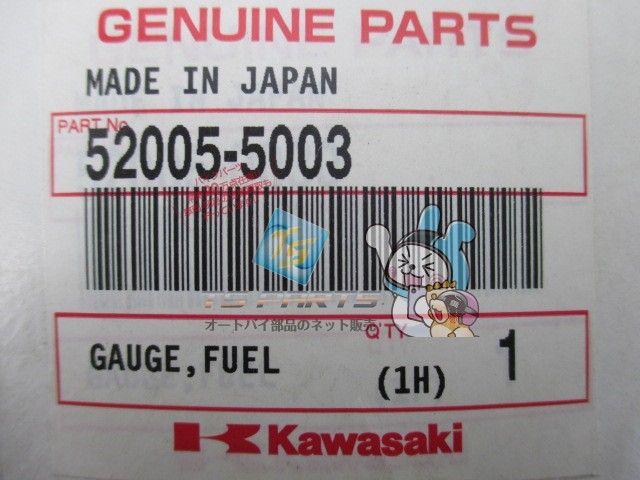 GENUINE PARTS
MADE IN JAPAN
PART No.
52005-5003
TS PARTS
オートバイ部品のネット販売
Q'TY
GAUGE,FUEL
(1H)
1
Kawasaki